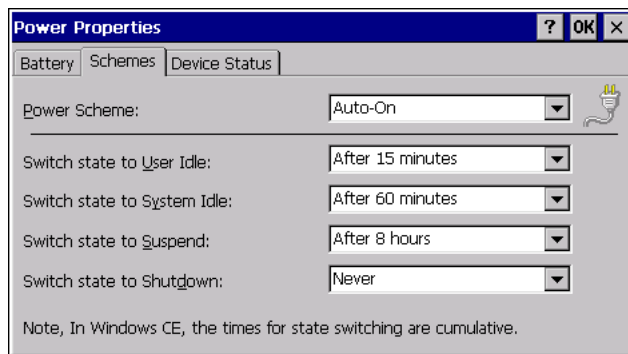 Power Properties ? OK ×
Battery Schemes Device Status
Power Scheme: Auto-On
Switch state to User Idle: After 15 minutes
Switch state to System Idle: After 60 minutes
Switch state to Suspend: After 8 hours
Switch state to Shutdown: Never
Note, In Windows CE, the times for state switching are cumulative.